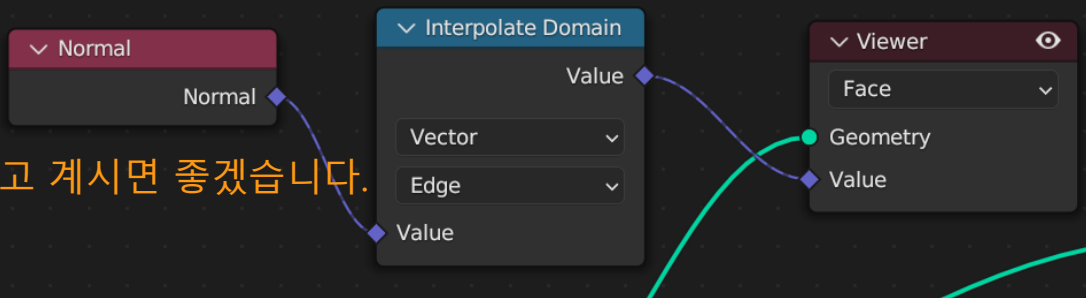 Normal
Normal
Interpolate Domain
Value
Vector
Edge
Value
Viewer
Face
Geometry
Value
고 계시면 좋겠습니다.